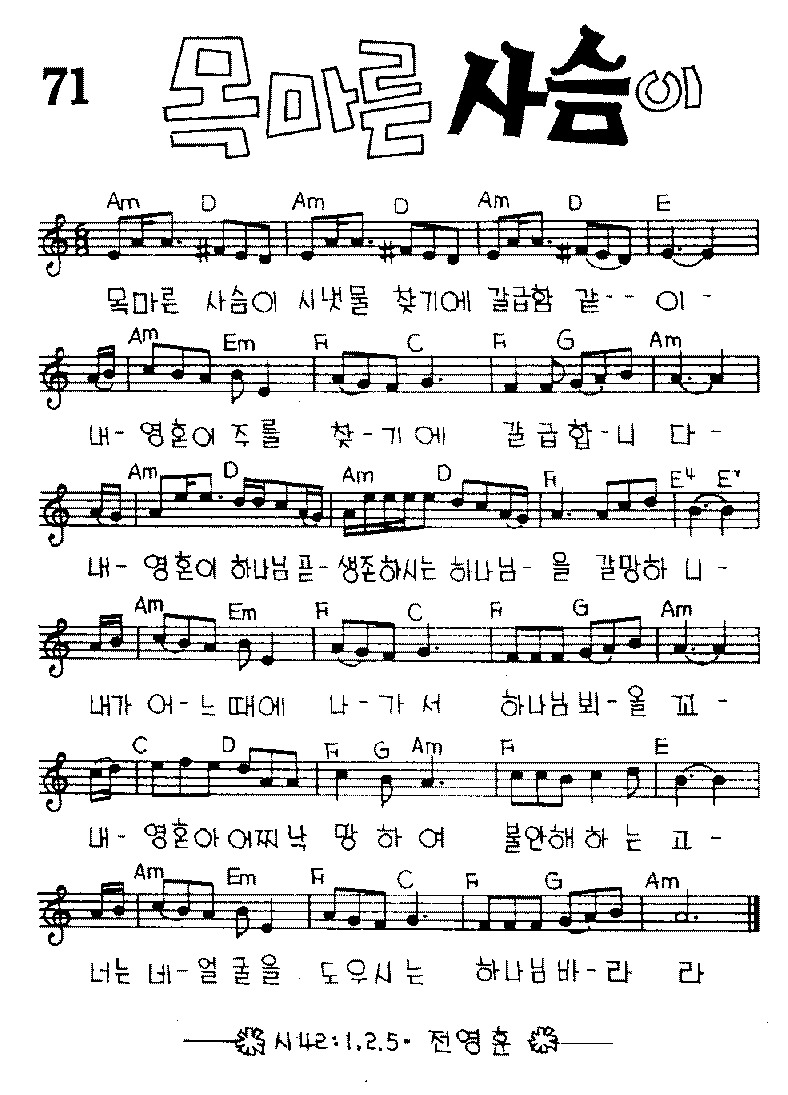 71 목마른 사슴이
Am D Am D Am D E
목마른 사슴이 시냇물 찾기에 갈급함 같-- 이-
Am Em F C F G Am
내- 영혼이 주를 찾-기에 갈급합-니 다-
Am D Am D F E4 E7
내- 영혼이 하나님 곧- 생존하시는 하나님- 을 갈망하 니-
Am Em F C F G Am
내가 어-느 때에 나-가서 하나님 뵈-올 꼬-
C D F G Am F E
내- 영혼아 어찌 낙 망 하 여 불안해 하 는 고-
Am Em F C F G Am
너는 네-얼굴을 도우시는 하나님 바-라 라
시42:1.2.5. 전영훈